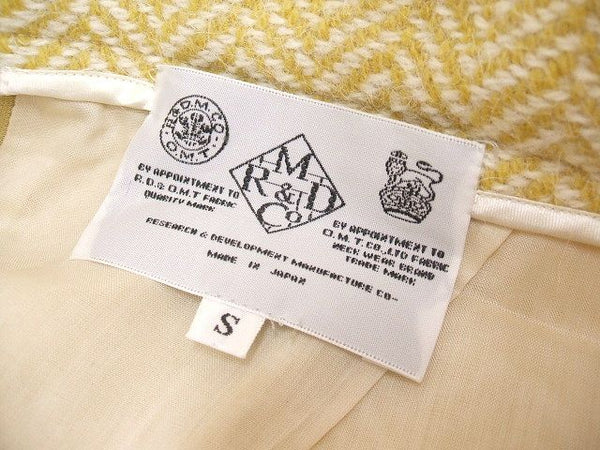 R&D.M.CO
O.M.T
BY APPOINTMENT TO
R.D.& O.M.T FABRIC
QUALITY MARK
M
R.&D
Co.
BY APPOINTMENT TO
O.M.T.CO.,LTD FABRIC
NECK WEAR BRAND
TRADE MARK
RESEARCH & DEVELOPMENT MANUFACTURE CO-
MADE IN JAPAN
S